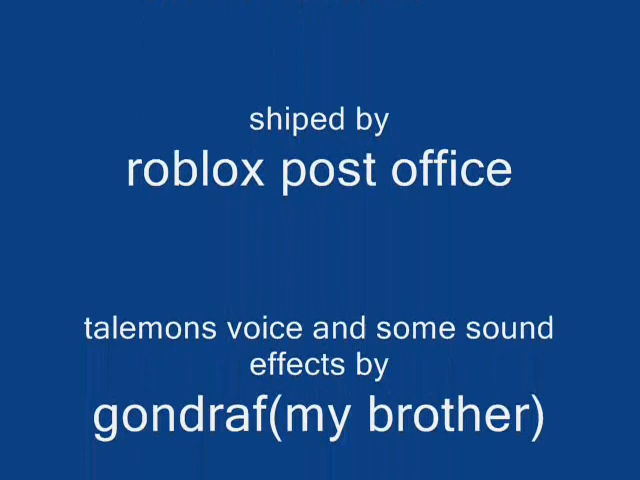 shiped by
roblox post office
talemons voice and some sound
effects by
gondraf(my brother)